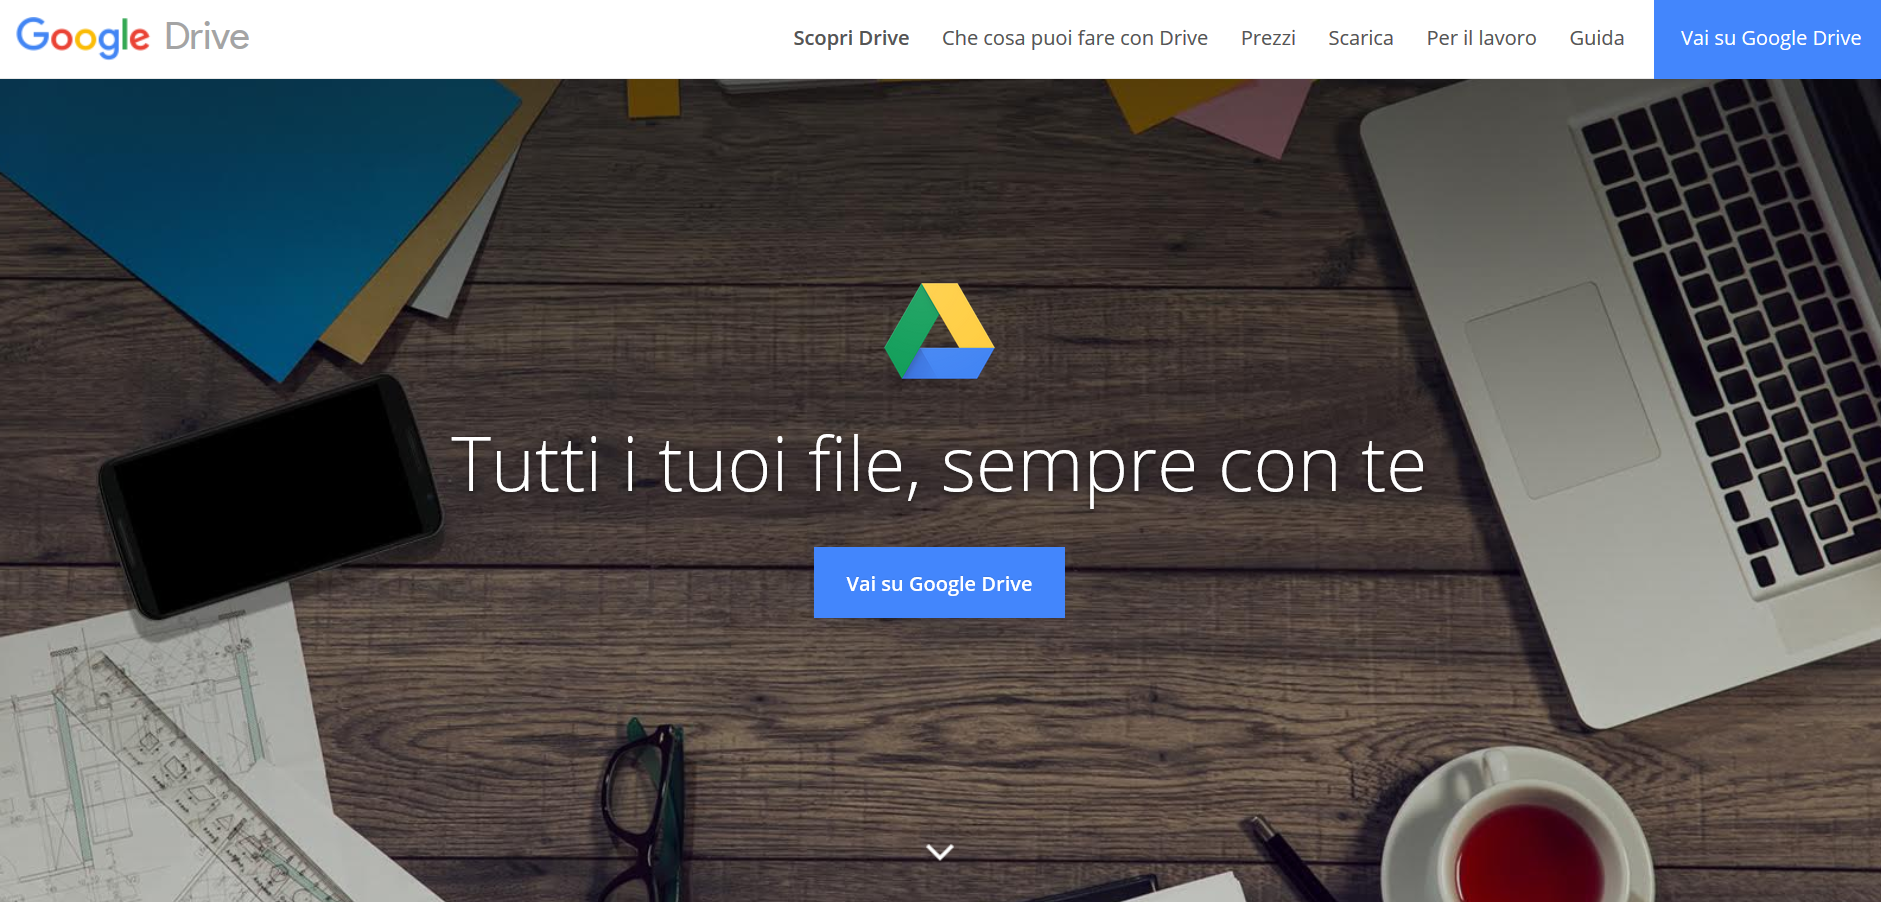 Google Drive
Scopri Drive
Che cosa puoi fare con Drive
Prezzi
Scarica
Per il lavoro
Guida
Vai su Google Drive
Tutti i tuoi file, sempre con te
Vai su Google Drive